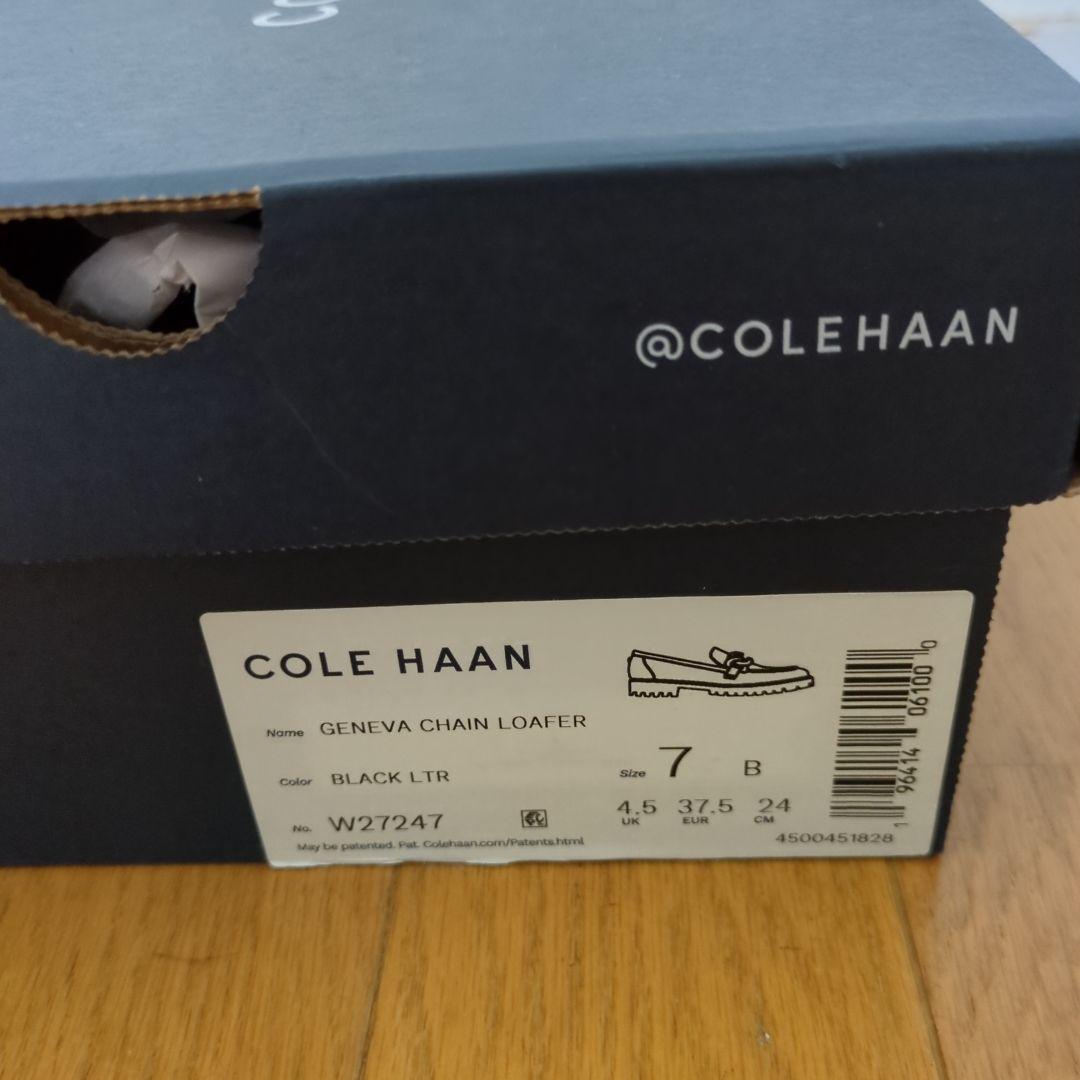 @COLEHAAN
COLE HAAN
Name GENEVA CHAIN LOAFER
Color BLACK LTR
Size 7 B
No. W27247
4.5 37.5 24
UK EUR CM
May be patented. Pat. Colehaan.com/Patents.html
4500451828
1 96414 06100 0